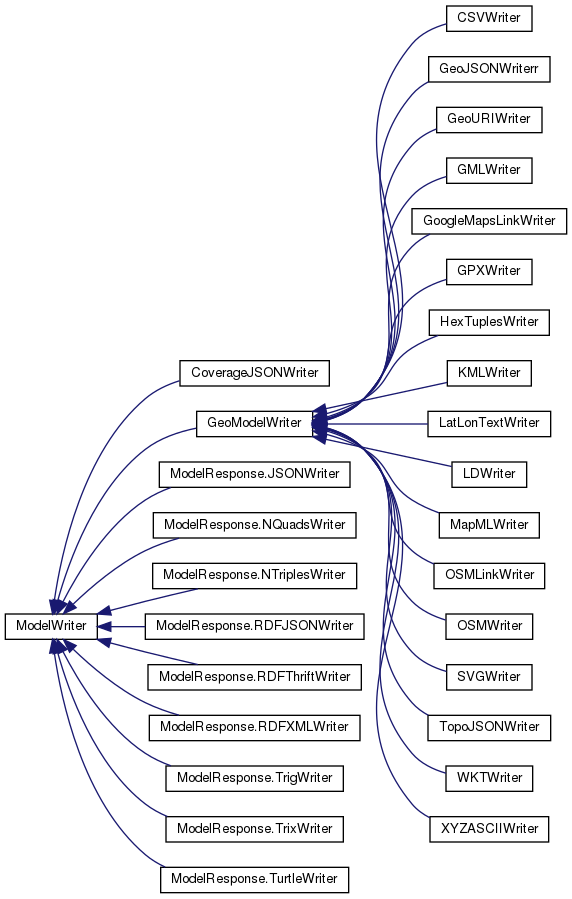 CSVWriter
GeoJSONWriterr
GeoURIWriter
GMLWriter
GoogleMapsLinkWriter
GPXWriter
HexTuplesWriter
CoverageJSONWriter
KMLWriter
GeoModelWriter
LatLonTextWriter
ModelResponse.JSONWriter
LDWriter
ModelResponse.NQuadsWriter
MapMLWriter
ModelResponse.NTriplesWriter
OSMLinkWriter
ModelWriter
ModelResponse.RDFJSONWriter
OSMWriter
ModelResponse.RDFThriftWriter
SVGWriter
ModelResponse.RDFXMLWriter
TopoJSONWriter
ModelResponse.TrigWriter
WKTWriter
ModelResponse.TrixWriter
XYZASCIIWriter
ModelResponse.TurtleWriter